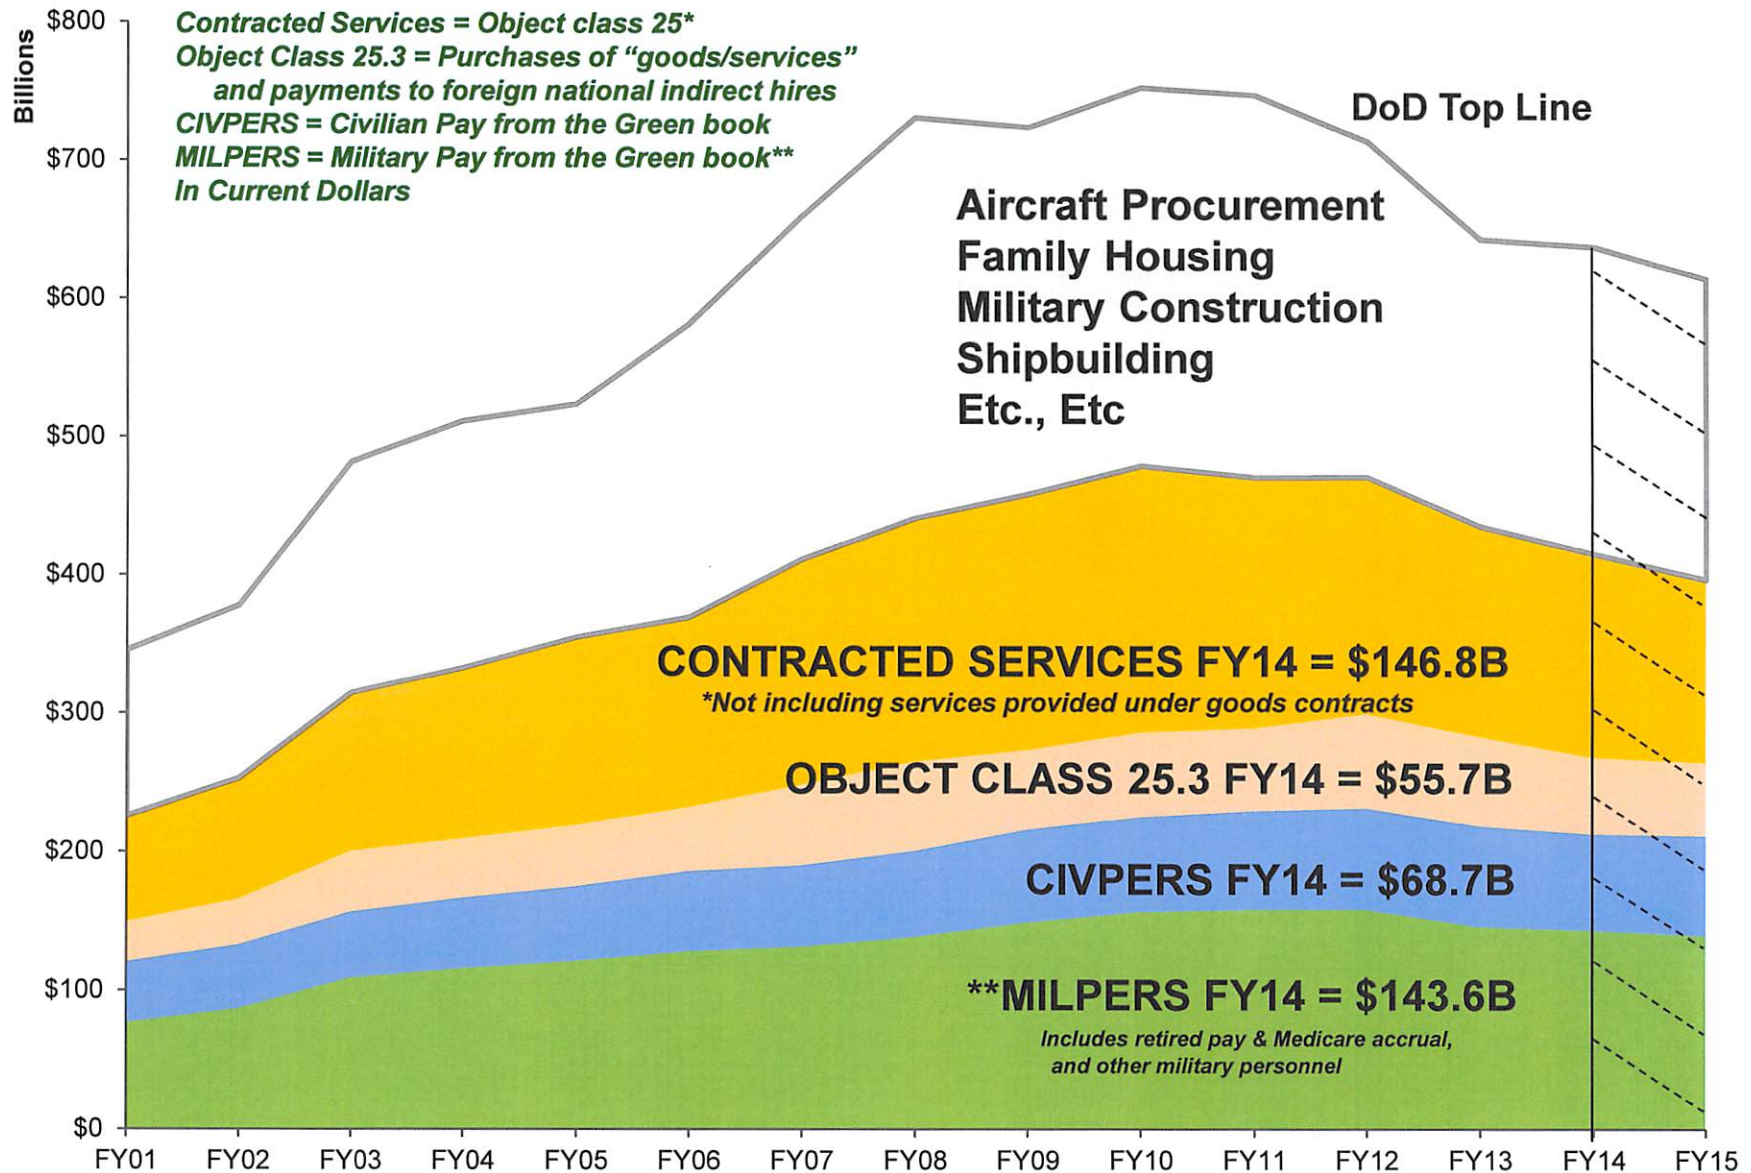 Billions
$800
$700
$600
$500
$400
$300
$200
$100
$0
Contracted Services = Object class 25*
Object Class 25.3 = Purchases of “goods/services”
and payments to foreign national indirect hires
CIVPERS = Civilian Pay from the Green book
MILPERS = Military Pay from the Green book**
In Current Dollars
DoD Top Line
Aircraft Procurement
Family Housing
Military Construction
Shipbuilding
Etc., Etc
CONTRACTED SERVICES FY14 = $146.8B
*Not including services provided under goods contracts
OBJECT CLASS 25.3 FY14 = $55.7B
CIVPERS FY14 = $68.7B
**MILPERS FY14 = $143.6B
Includes retired pay & Medicare accrual,
and other military personnel
FY01 FY02 FY03 FY04 FY05 FY06 FY07 FY08 FY09 FY10 FY11 FY12 FY13 FY14 FY15